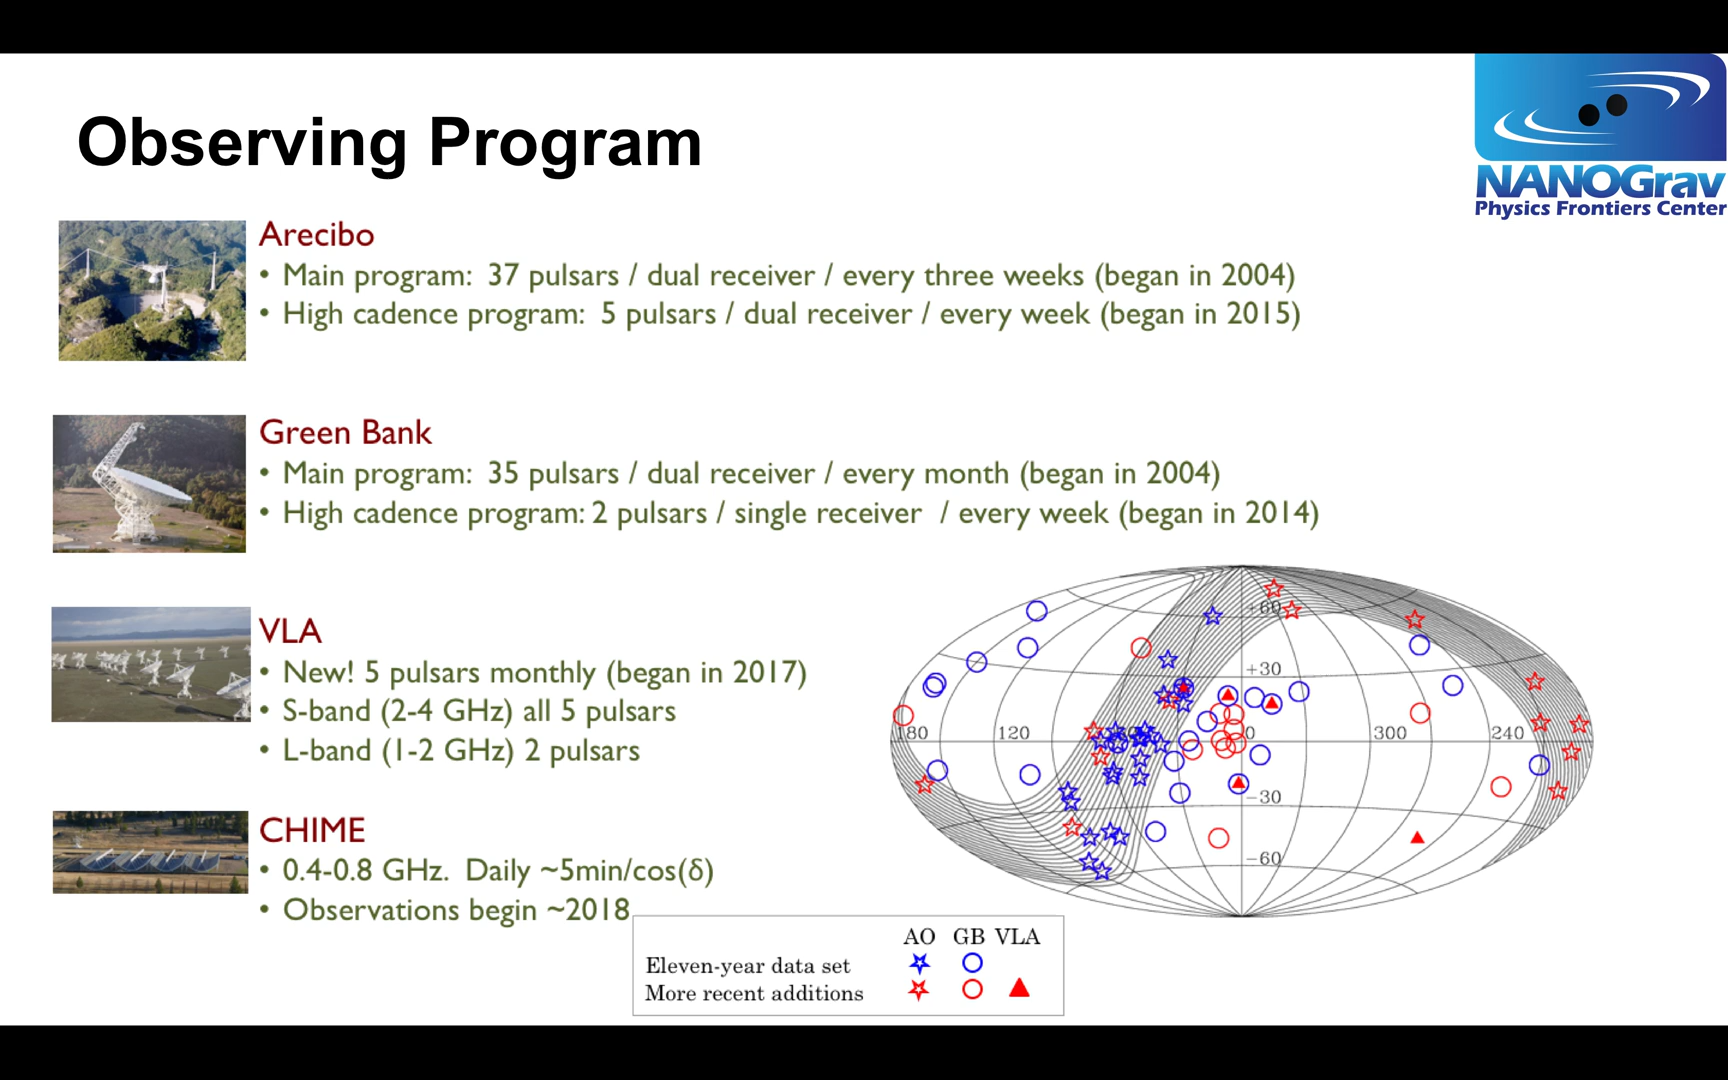 Observing Program
NANOGrav
Physics Frontiers Center
Arecibo
• Main program:  37 pulsars / dual receiver / every three weeks (began in 2004)
• High cadence program:  5 pulsars / dual receiver / every week (began in 2015)
Green Bank
• Main program:  35 pulsars / dual receiver / every month (began in 2004)
• High cadence program: 2 pulsars / single receiver  / every week (began in 2014)
VLA
• New! 5 pulsars monthly (began in 2017)
• S-band (2-4 GHz) all 5 pulsars
• L-band (1-2 GHz) 2 pulsars
CHIME
• 0.4-0.8 GHz.  Daily ~5min/cos(δ)
• Observations begin ~2018
+60
+30
180 120 0 300 240
-30
-60
AO GB VLA
Eleven-year data set
More recent additions